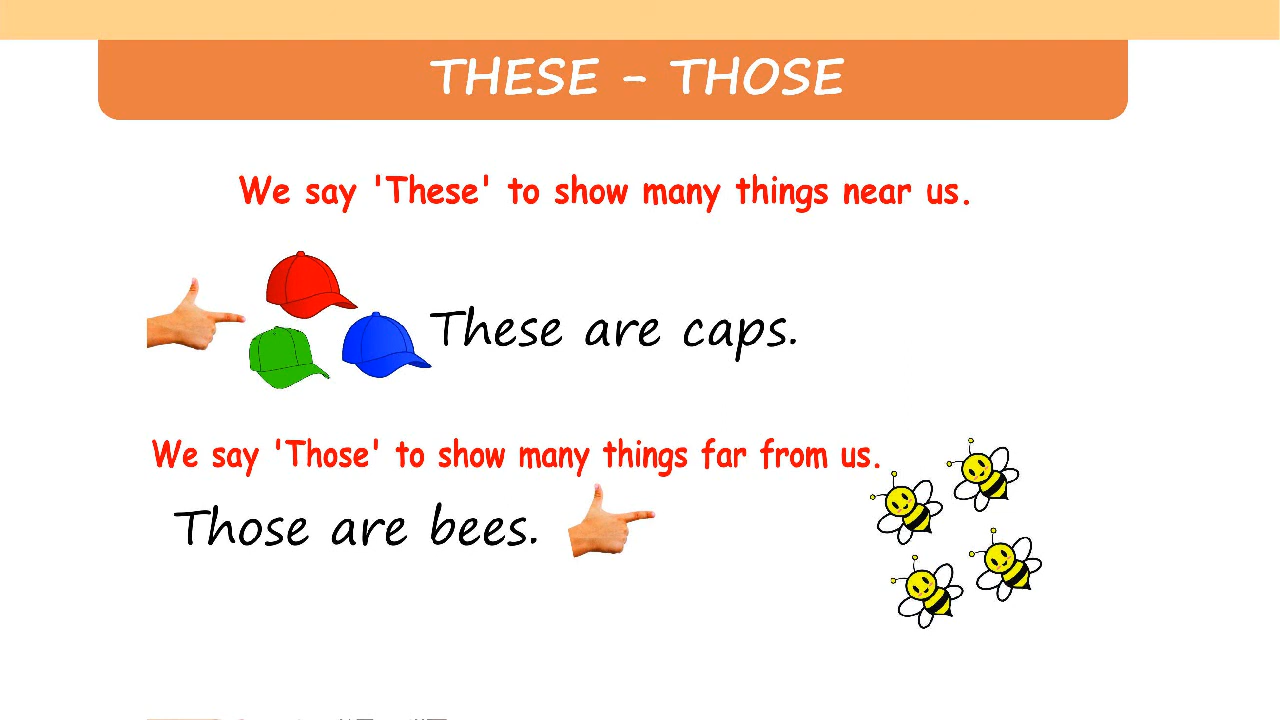 THESE - THOSE
We say 'These' to show many things near us.
These are caps.
We say 'Those' to show many things far from us.
Those are bees.